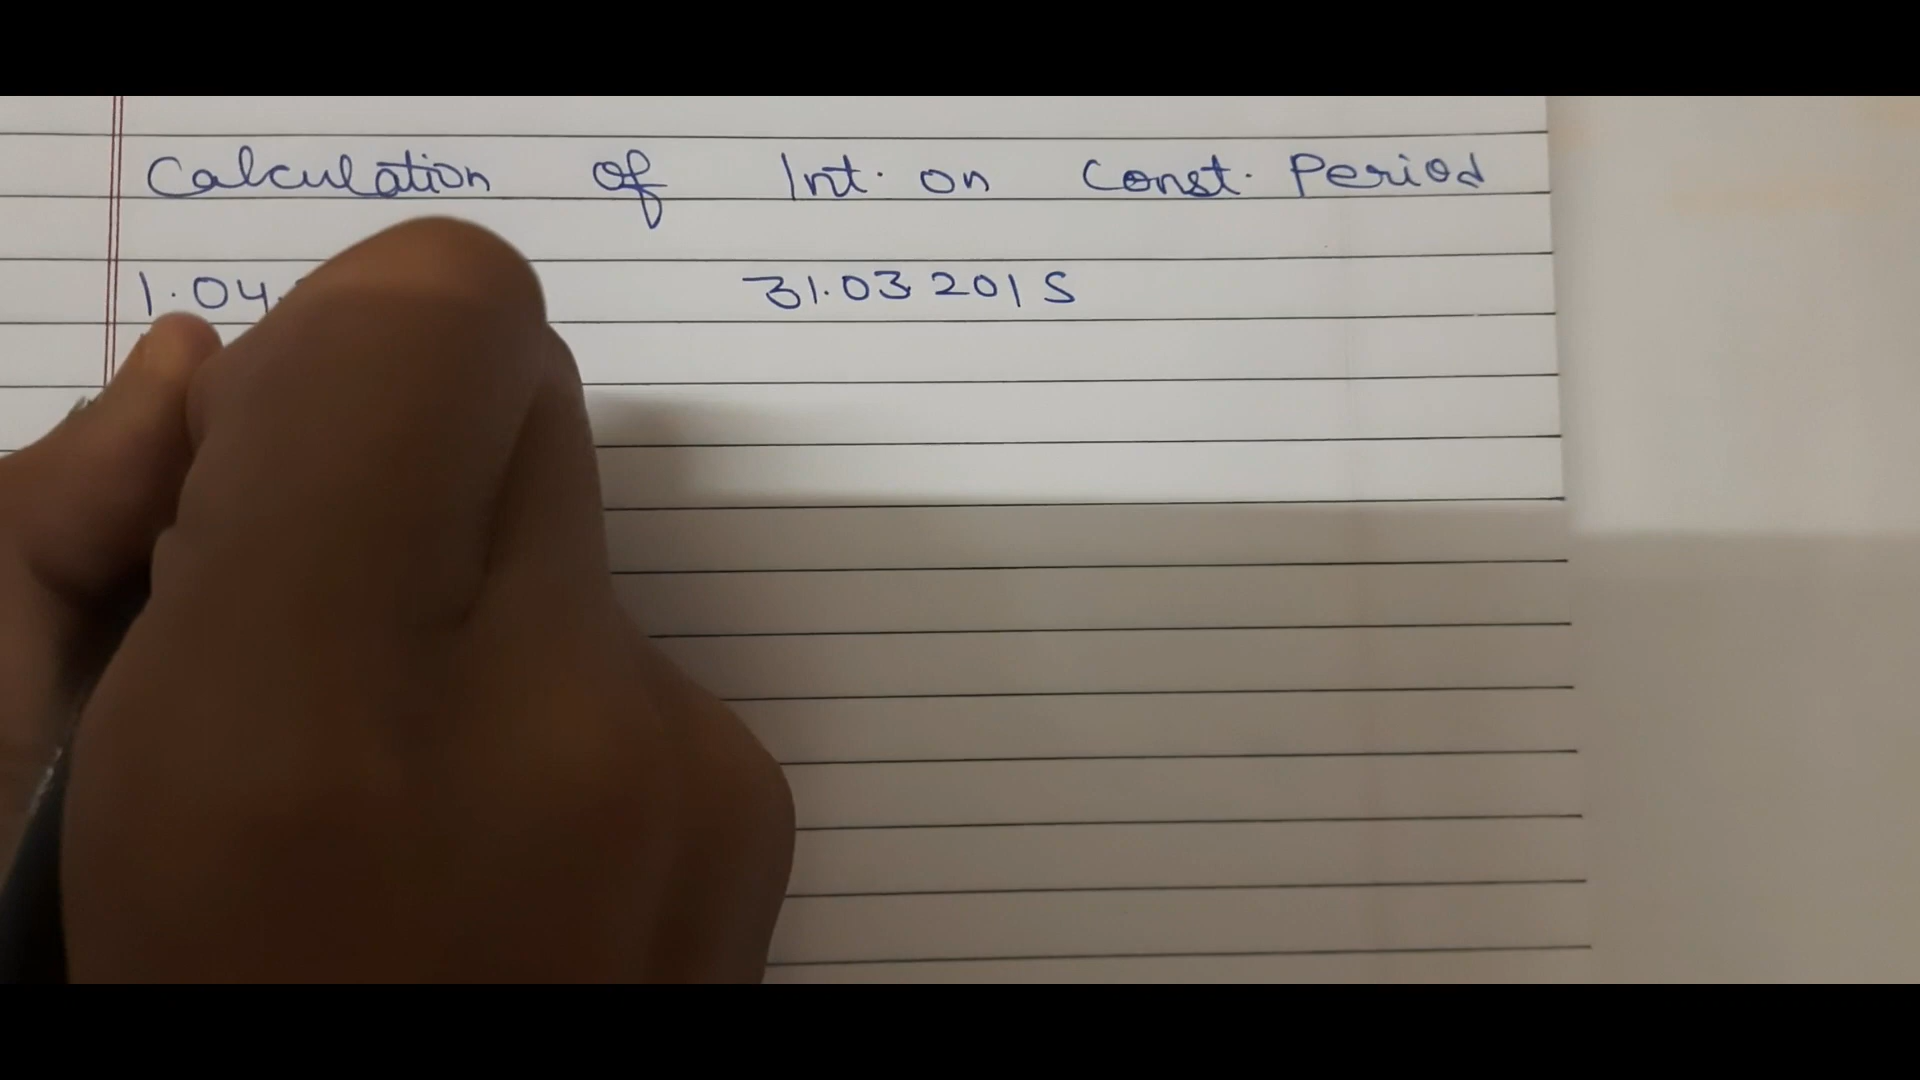 Calculation of Int. on Const. Period
1.04. 31.03.2015